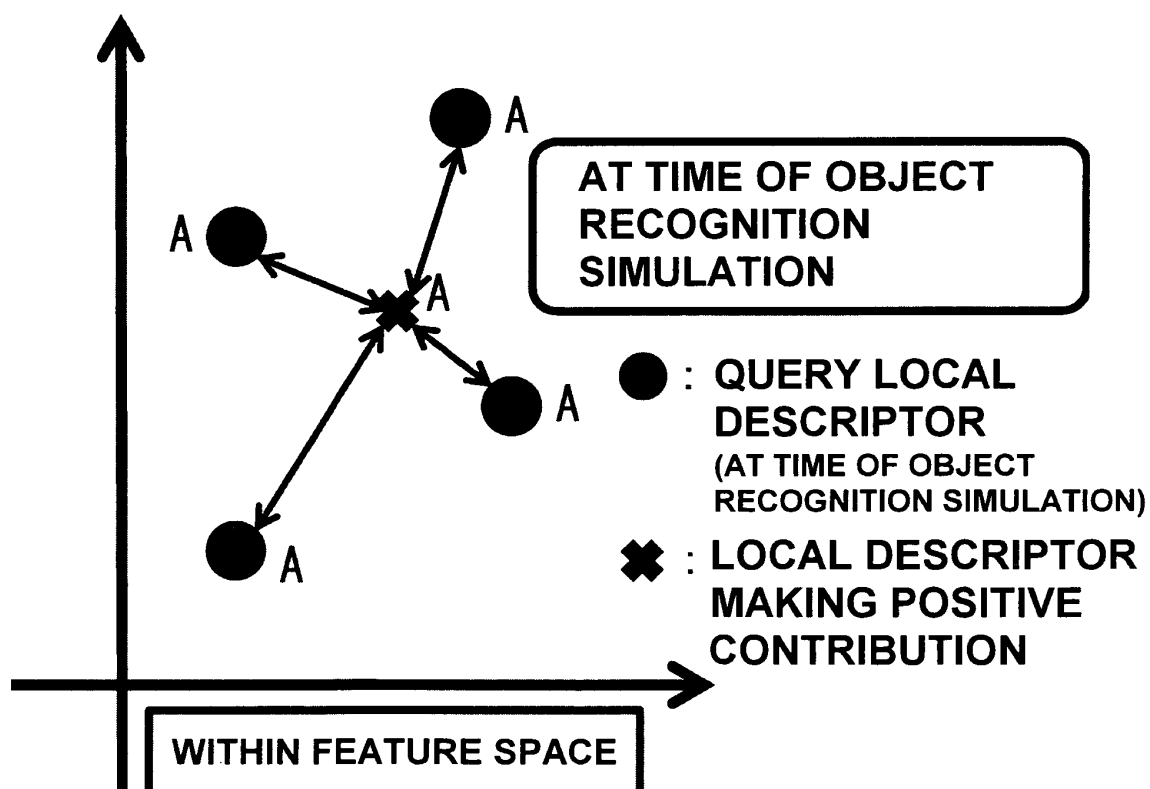 A
AT TIME OF OBJECT
RECOGNITION
SIMULATION
A
A
A
A
: QUERY LOCAL
DESCRIPTOR
(AT TIME OF OBJECT
RECOGNITION SIMULATION)
: LOCAL DESCRIPTOR
MAKING POSITIVE
CONTRIBUTION
WITHIN FEATURE SPACE